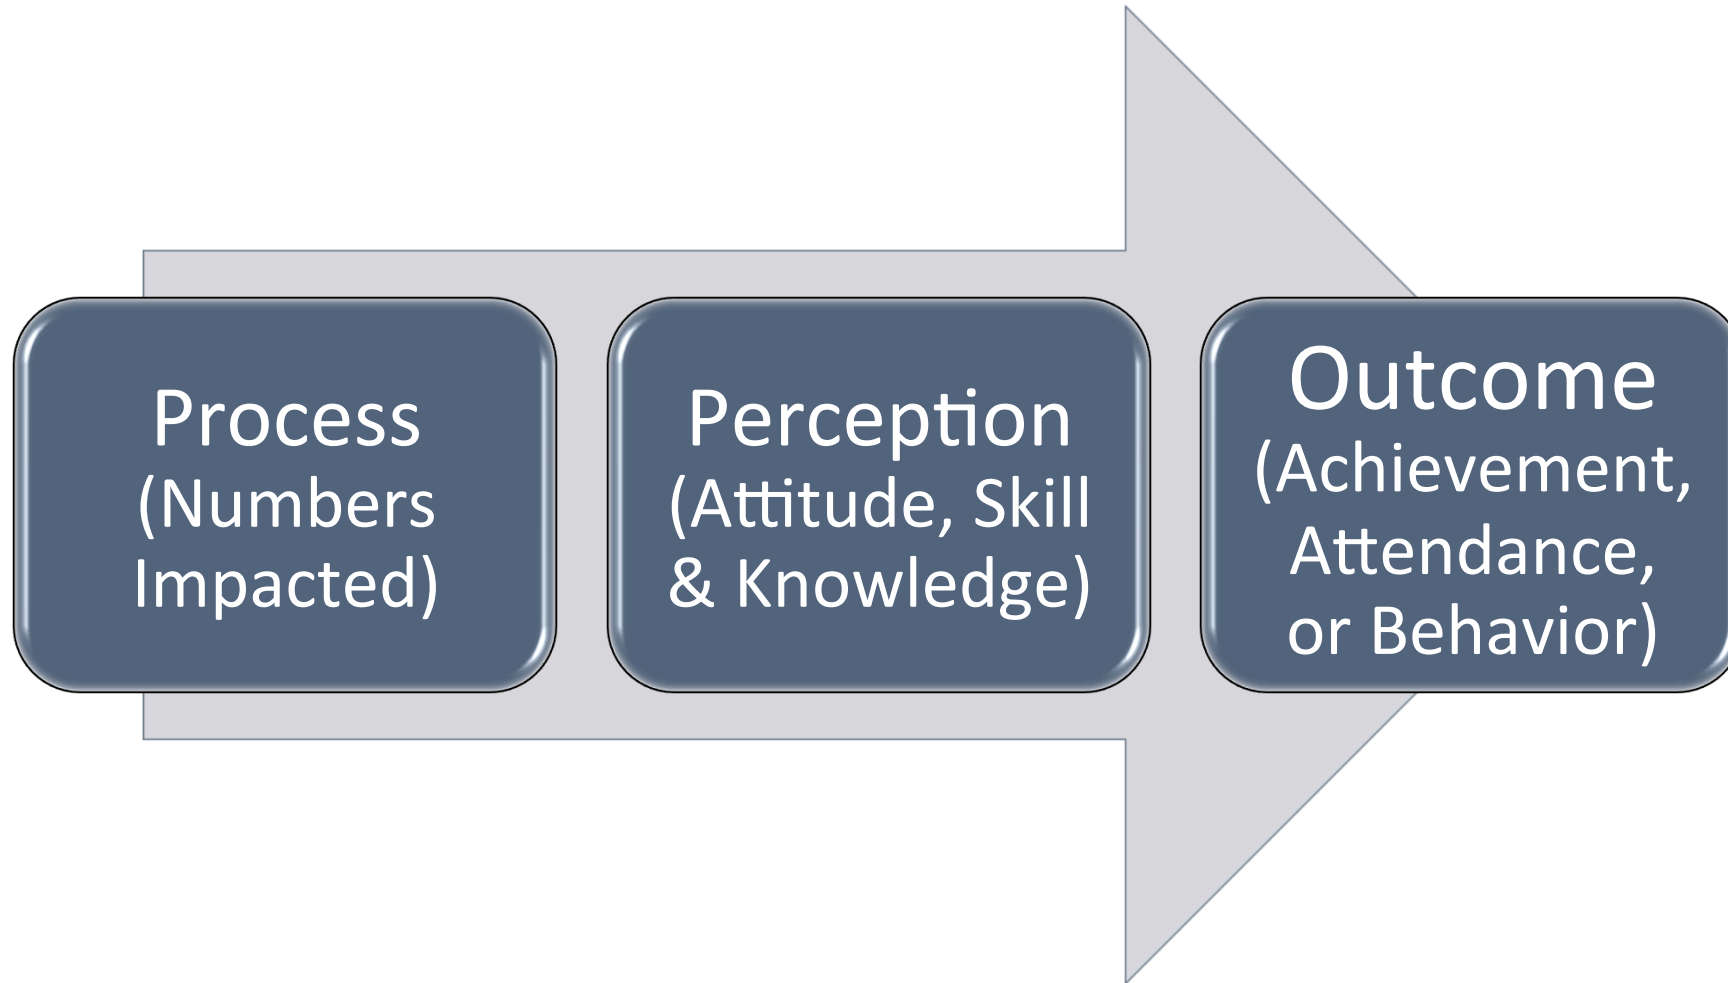 Process
(Numbers
Impacted)
Perception
(Attitude, Skill
& Knowledge)
Outcome
(Achievement,
Attendance,
or Behavior)